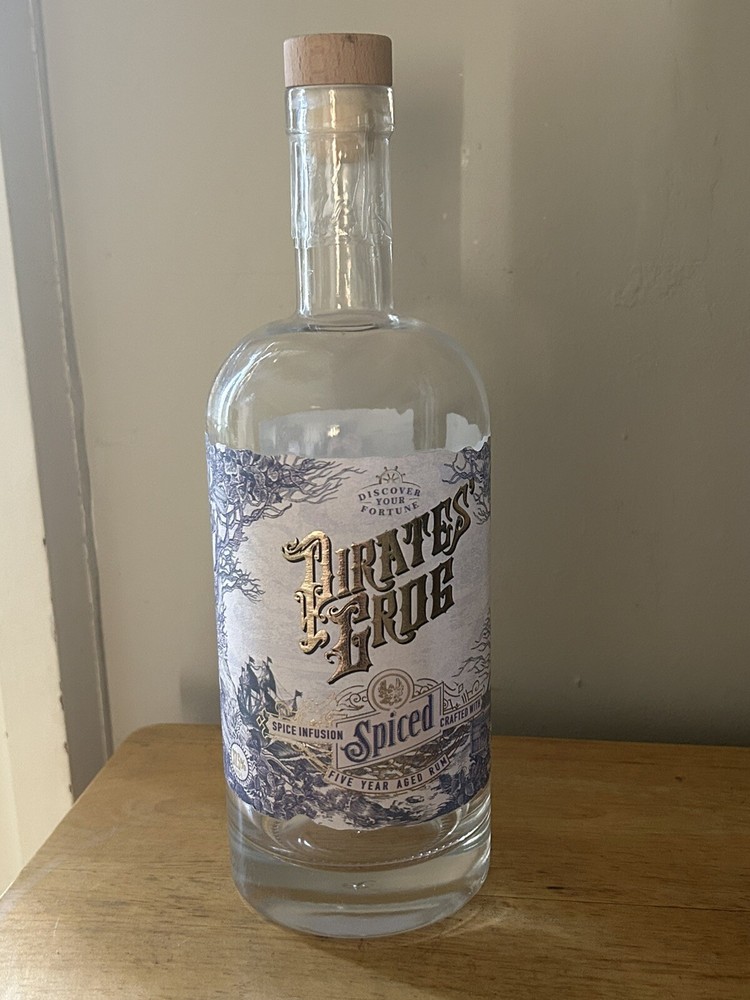 DISCOVER
YOUR
FORTUNE
PIRATES'
GROG
SPICE INFUSION
Spiced
CRAFTED WITH
FIVE YEAR AGED RUM